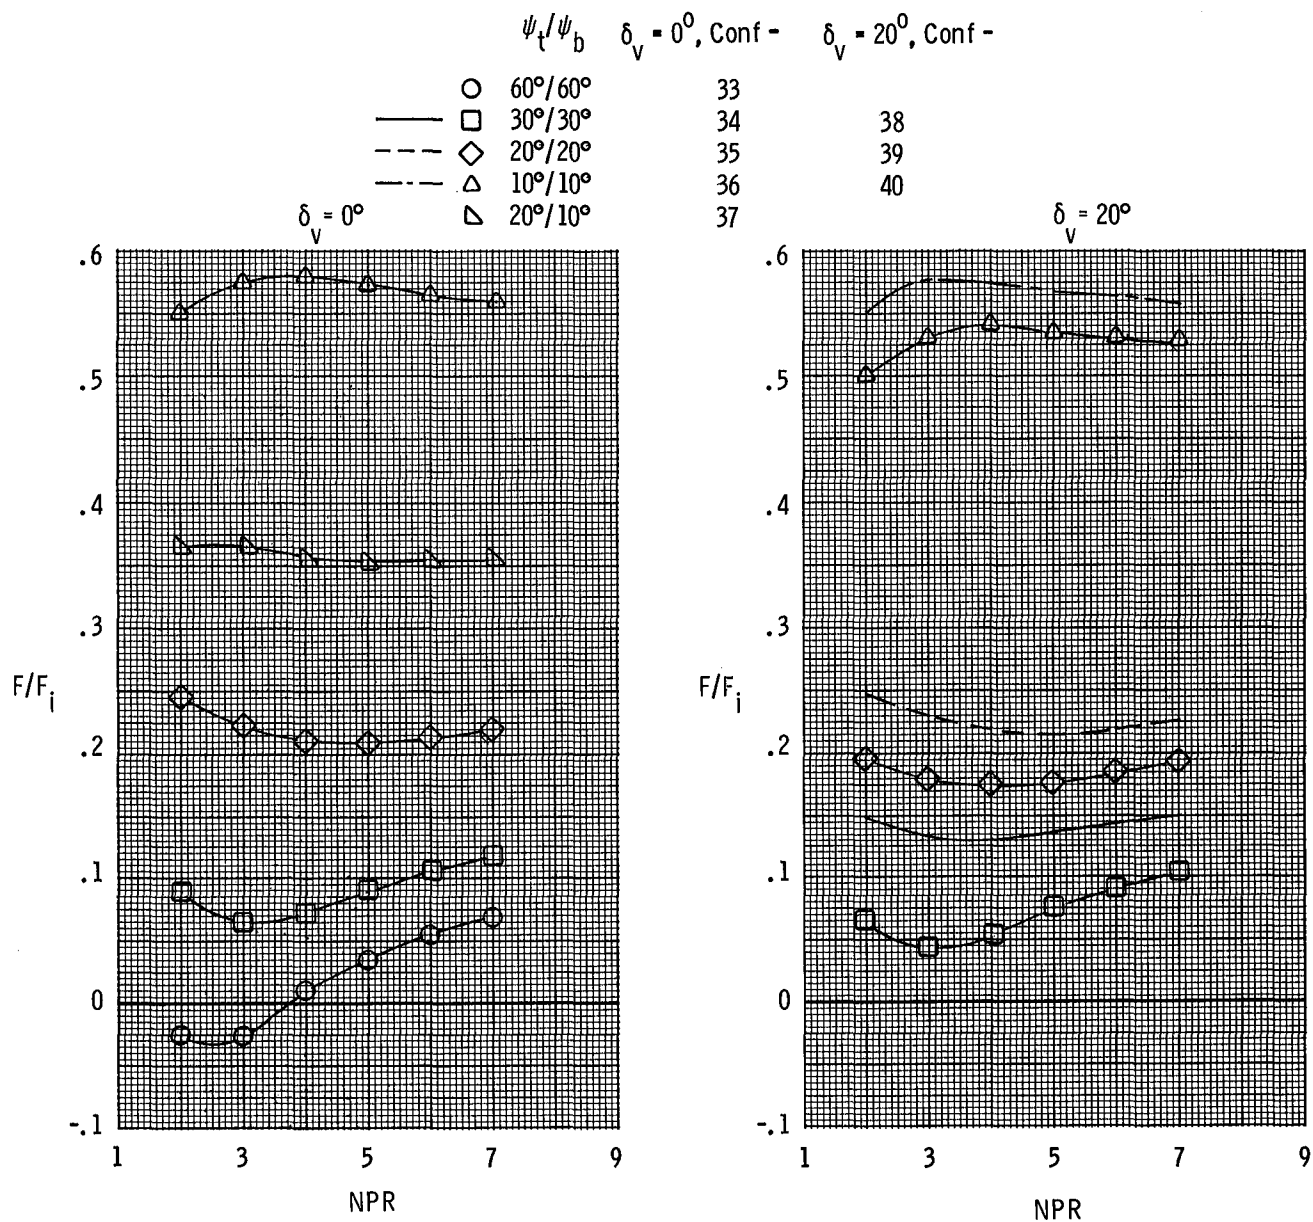 ψt/ψb δv = 0⁰, Conf - δv = 20⁰, Conf -
60°/60° 33
30°/30° 34 38
20°/20° 35 39
10°/10° 36 40
20°/10° 37
δv = 0°
.6
.5
.4
.3
.2
.1
0
-.1
F/Fi
1 3 5 7 9
NPR
δv = 20°
.6
.5
.4
.3
.2
.1
0
-.1
F/Fi
1 3 5 7 9
NPR